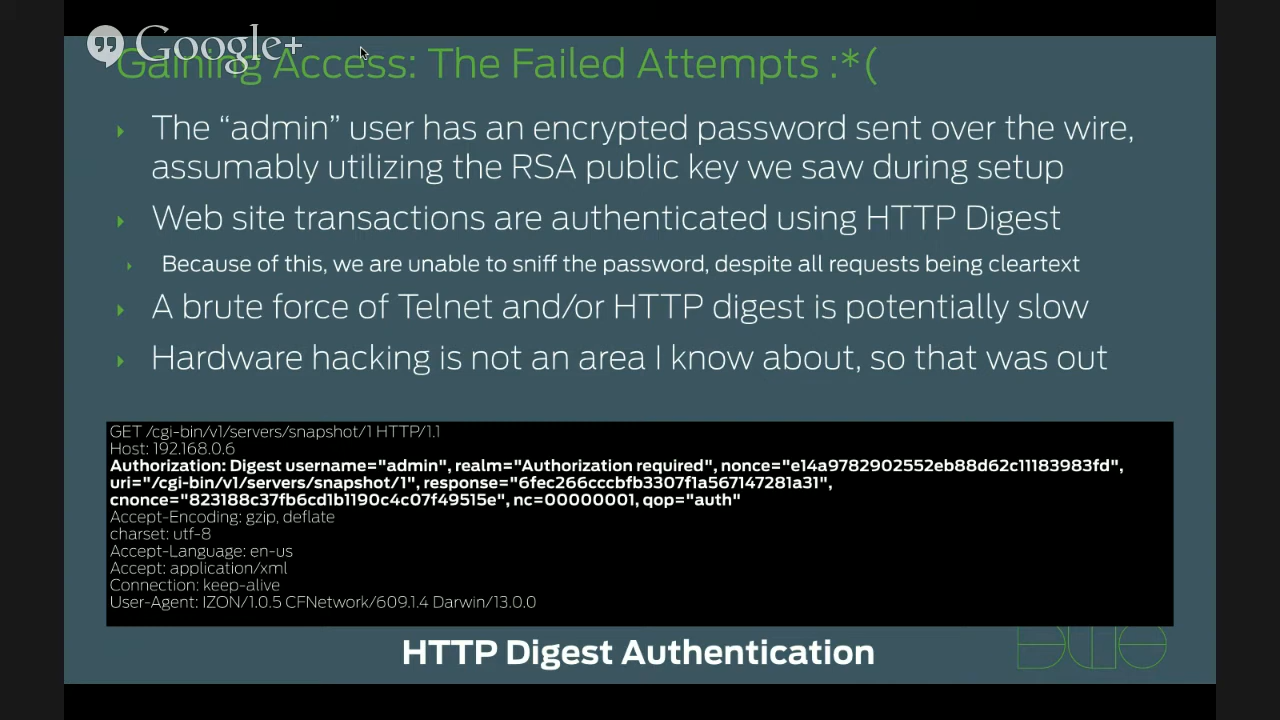 Google+
Gaining Access: The Failed Attempts :*(
The “admin” user has an encrypted password sent over the wire,
assumably utilizing the RSA public key we saw during setup
Web site transactions are authenticated using HTTP Digest
Because of this, we are unable to sniff the password, despite all requests being cleartext
A brute force of Telnet and/or HTTP digest is potentially slow
Hardware hacking is not an area I know about, so that was out
GET /cgi-bin/v1/servers/snapshot/1 HTTP/1.1
Host: 192.168.0.6
Authorization: Digest username="admin", realm="Authorization required", nonce="e14a9782902552eb88d62c11183983fd",
uri="/cgi-bin/v1/servers/snapshot/1", response="6fec266cccbfb3307f1a567147281a31",
cnonce="823188c37fb6cd1b1190c4c07f49515e", nc=00000001, qop="auth"
Accept-Encoding: gzip, deflate
charset: utf-8
Accept-Language: en-us
Accept: application/xml
Connection: keep-alive
User-Agent: IZON/1.0.5 CFNetwork/609.1.4 Darwin/13.0.0
HTTP Digest Authentication
DUO